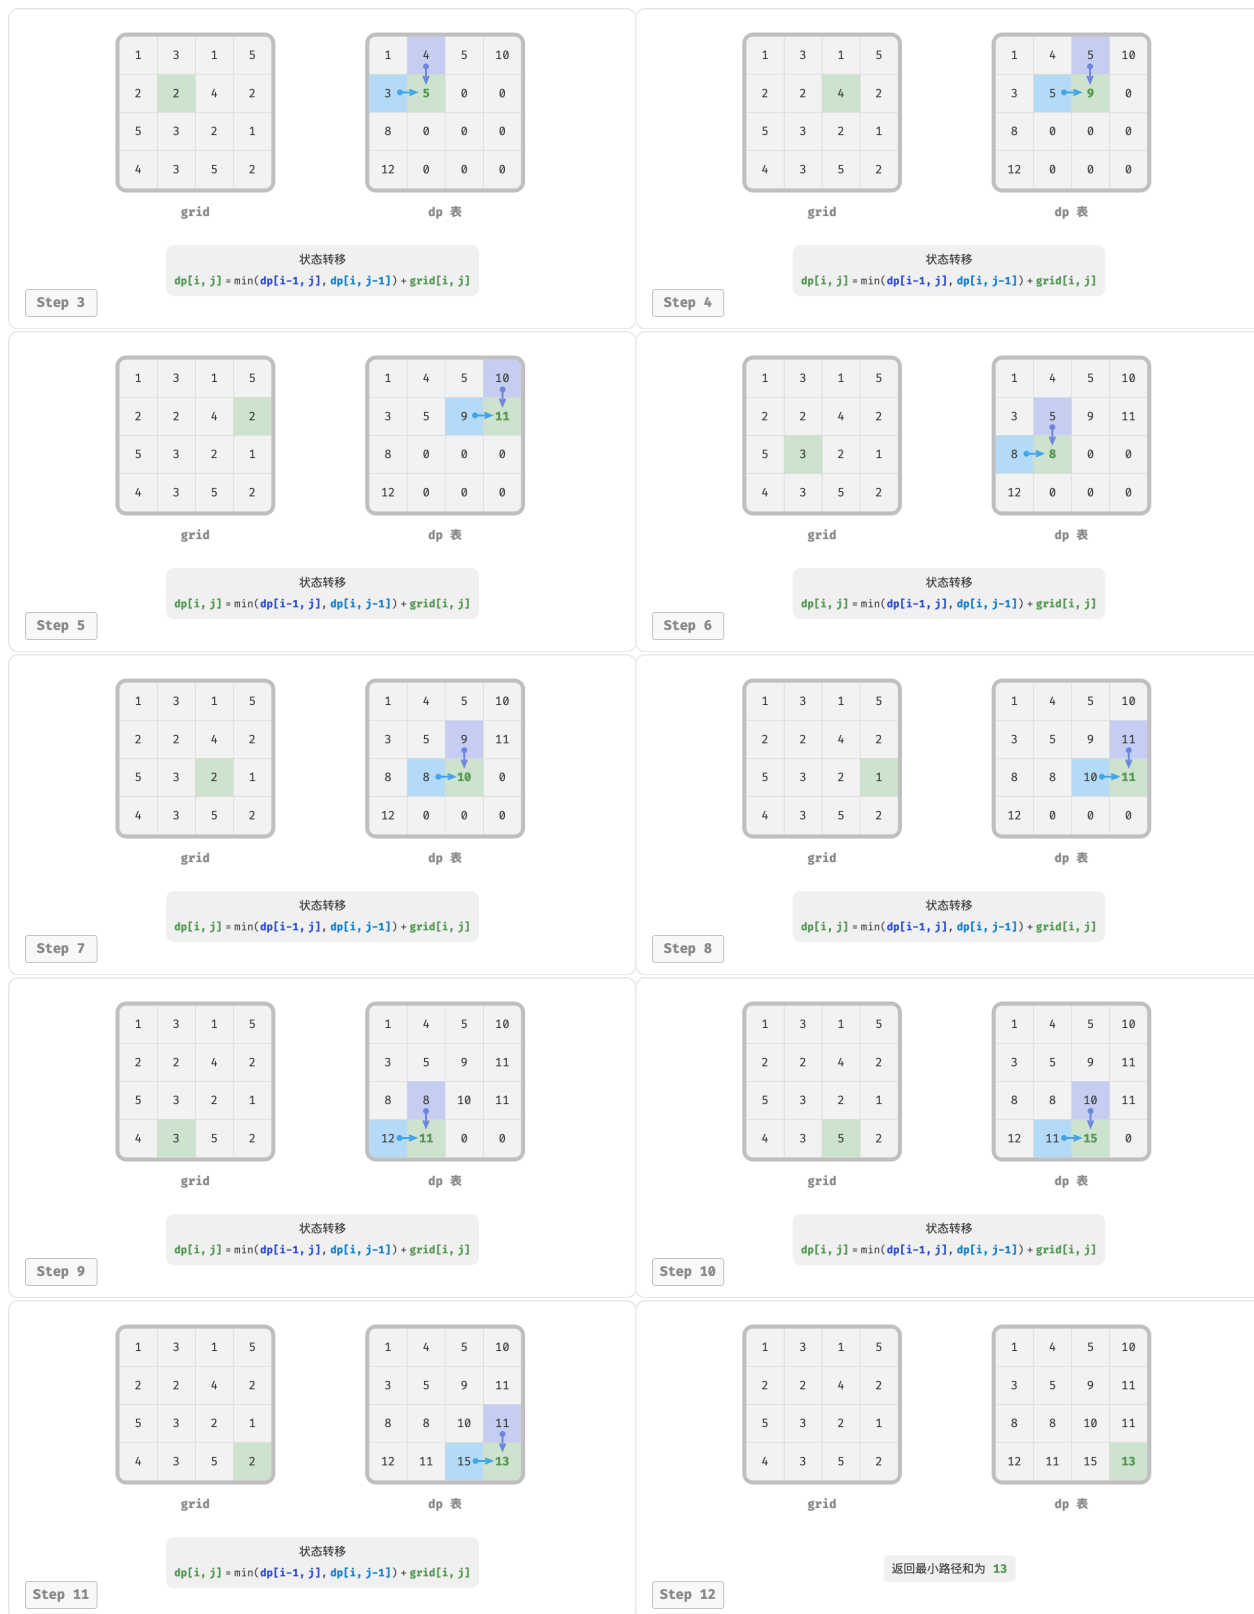 1 3 1 5
2 2 4 2
5 3 2 1
4 3 5 2
grid
1 4 5 10
3 5 0 0
8 0 0 0
12 0 0 0
dp 表
状态转移
dp[i, j] = min(dp[i-1, j], dp[i, j-1]) + grid[i, j]
Step 3
1 3 1 5
2 2 4 2
5 3 2 1
4 3 5 2
grid
1 4 5 10
3 5 9 0
8 0 0 0
12 0 0 0
dp 表
状态转移
dp[i, j] = min(dp[i-1, j], dp[i, j-1]) + grid[i, j]
Step 4
1 3 1 5
2 2 4 2
5 3 2 1
4 3 5 2
grid
1 4 5 10
3 5 9 11
8 0 0 0
12 0 0 0
dp 表
状态转移
dp[i, j] = min(dp[i-1, j], dp[i, j-1]) + grid[i, j]
Step 5
1 3 1 5
2 2 4 2
5 3 2 1
4 3 5 2
grid
1 4 5 10
3 5 9 11
8 8 0 0
12 0 0 0
dp 表
状态转移
dp[i, j] = min(dp[i-1, j], dp[i, j-1]) + grid[i, j]
Step 6
1 3 1 5
2 2 4 2
5 3 2 1
4 3 5 2
grid
1 4 5 10
3 5 9 11
8 8 10 0
12 0 0 0
dp 表
状态转移
dp[i, j] = min(dp[i-1, j], dp[i, j-1]) + grid[i, j]
Step 7
1 3 1 5
2 2 4 2
5 3 2 1
4 3 5 2
grid
1 4 5 10
3 5 9 11
8 8 10 11
12 0 0 0
dp 表
状态转移
dp[i, j] = min(dp[i-1, j], dp[i, j-1]) + grid[i, j]
Step 8
1 3 1 5
2 2 4 2
5 3 2 1
4 3 5 2
grid
1 4 5 10
3 5 9 11
8 8 10 11
12 11 0 0
dp 表
状态转移
dp[i, j] = min(dp[i-1, j], dp[i, j-1]) + grid[i, j]
Step 9
1 3 1 5
2 2 4 2
5 3 2 1
4 3 5 2
grid
1 4 5 10
3 5 9 11
8 8 10 11
12 11 15 0
dp 表
状态转移
dp[i, j] = min(dp[i-1, j], dp[i, j-1]) + grid[i, j]
Step 10
1 3 1 5
2 2 4 2
5 3 2 1
4 3 5 2
grid
1 4 5 10
3 5 9 11
8 8 10 11
12 11 15 13
dp 表
状态转移
dp[i, j] = min(dp[i-1, j], dp[i, j-1]) + grid[i, j]
Step 11
1 3 1 5
2 2 4 2
5 3 2 1
4 3 5 2
grid
1 4 5 10
3 5 9 11
8 8 10 11
12 11 15 13
dp 表
返回最小路径和为 13
Step 12